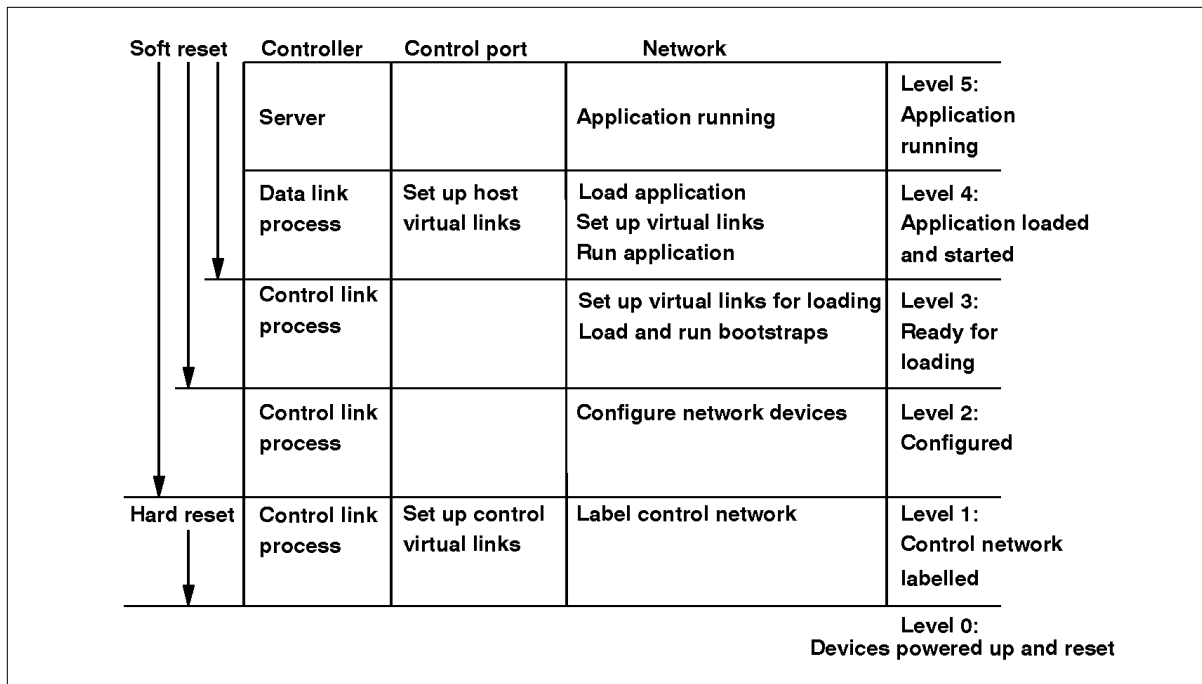 Soft reset Controller Control port Network
Server
Application running
Level 5:
Application
running
Data link
process
Set up host
virtual links
Load application
Set up virtual links
Run application
Level 4:
Application loaded
and started
Control link
process
Set up virtual links for loading
Load and run bootstraps
Level 3:
Ready for
loading
Control link
process
Configure network devices
Level 2:
Configured
Hard reset
Control link
process
Set up control
virtual links
Label control network
Level 1:
Control network
labelled
Level 0:
Devices powered up and reset